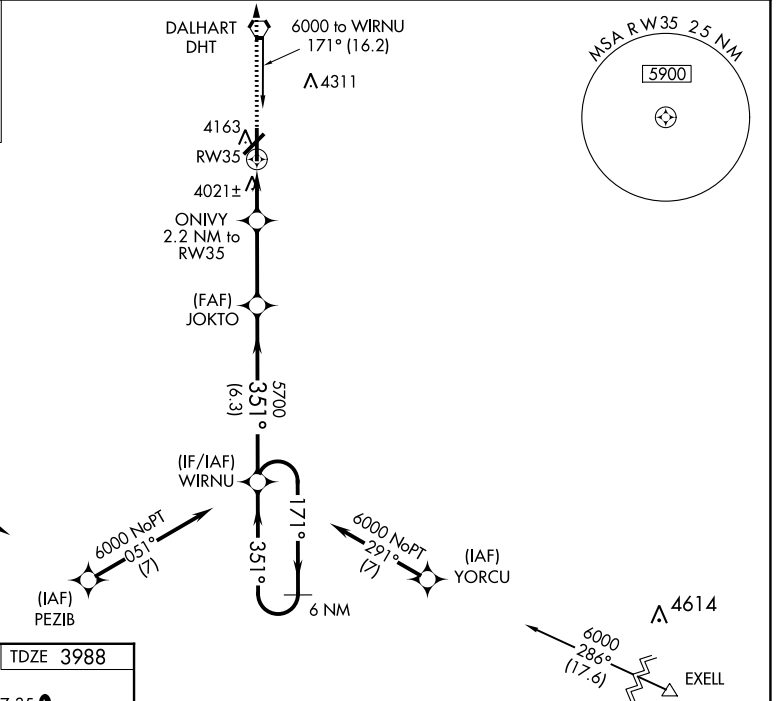 DALHART
DHT
6000 to WIRNU
171° (16.2)
4311
MSA RW35 25 NM
5900
4163
RW35
4021±
ONIVY
2.2 NM to
RW35
(FAF)
JOKTO
5700
351°
(6.3)
(IF/IAF)
WIRNU
171°
351°
6 NM
6000 NoPT
051°
(7)
(IAF)
PEZIB
6000 NoPT
291°
(7)
(IAF)
YORCU
4614
6000
286°
(17.6)
EXELL
TDZE 3988